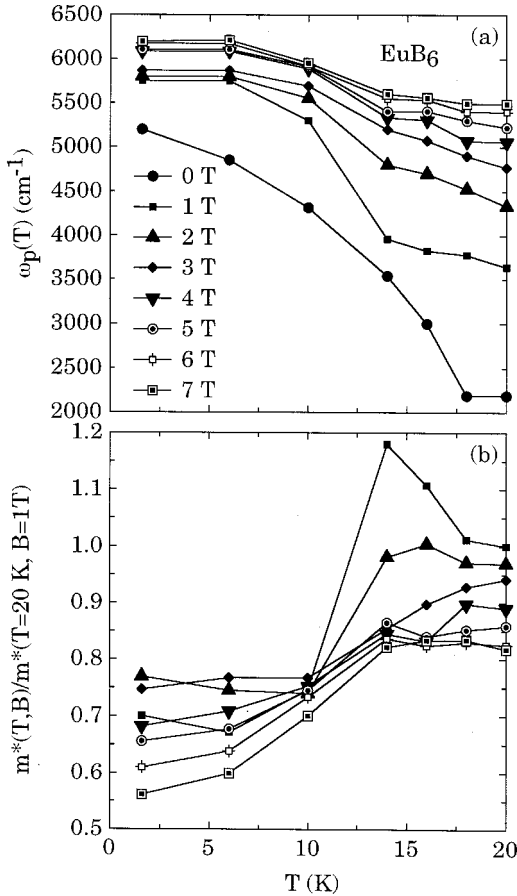 6500
(a)
6000
EuB6
5500
5000
4500
4000
3500
3000
2500
2000
ωp(T) (cm-1)
0 T
1 T
2 T
3 T
4 T
5 T
6 T
7 T
1.2
(b)
1.1
1.0
0.9
0.8
0.7
0.6
0.5
m*(T,B)/m*(T=20 K, B=1T)
0 5 10 15 20
T (K)